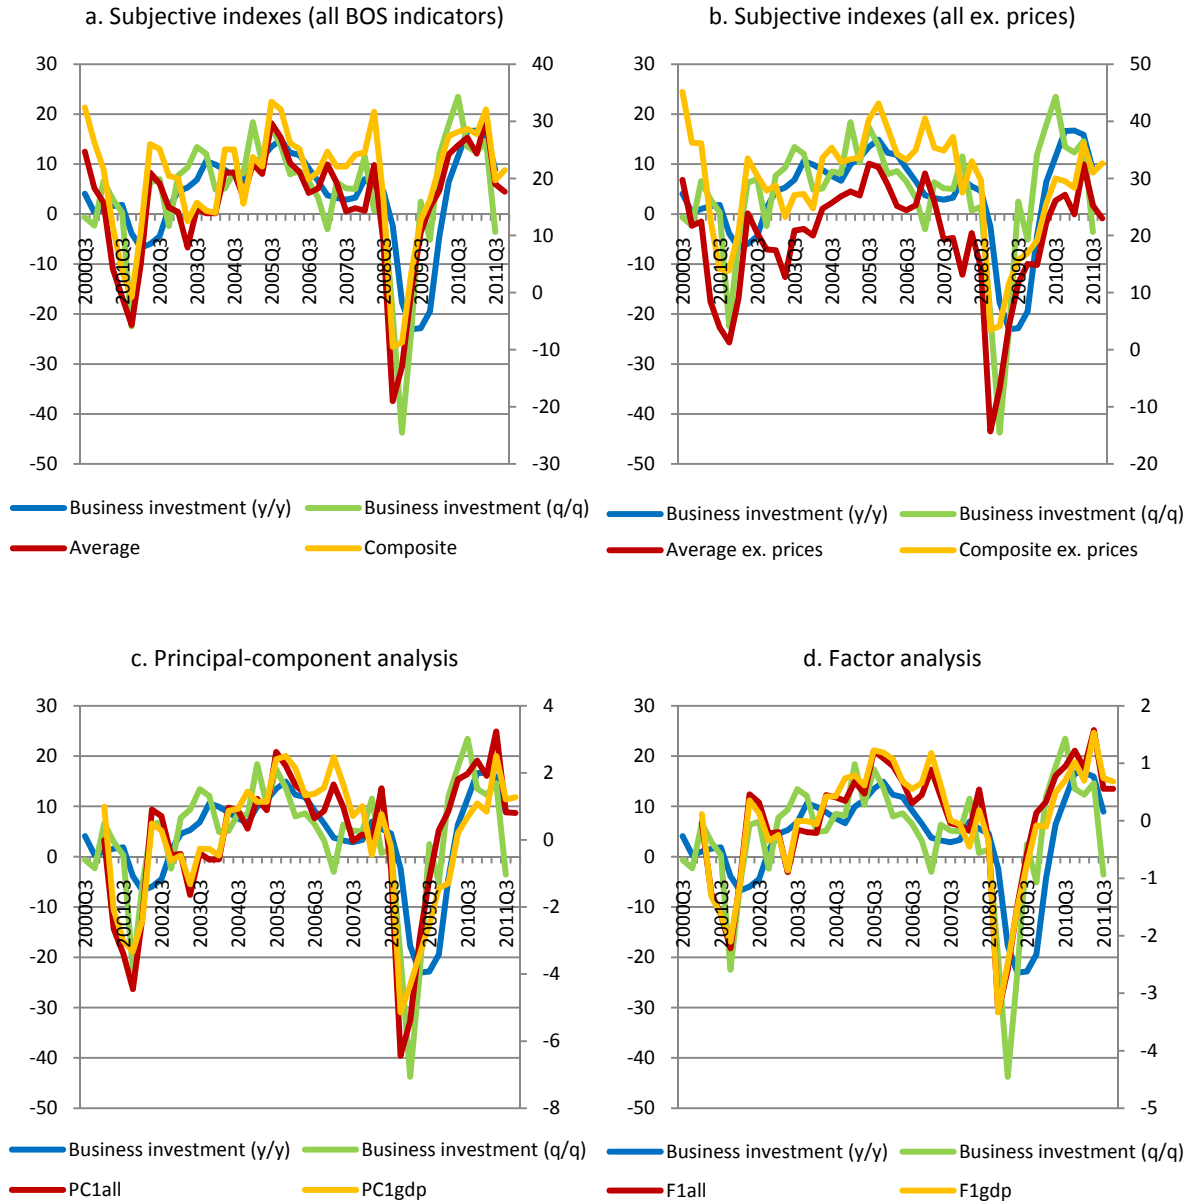 a. Subjective indexes (all BOS indicators)
30
20
10
0
-10
-20
-30
-40
-50
40
30
20
10
0
-10
-20
-30
2000Q3
2001Q3
2002Q3
2003Q3
2004Q3
2005Q3
2006Q3
2007Q3
2008Q3
2009Q3
2010Q3
2011Q3
Business investment (y/y)
Business investment (q/q)
Average
Composite
b. Subjective indexes (all ex. prices)
30
20
10
0
-10
-20
-30
-40
-50
50
40
30
20
10
0
-10
-20
2000Q3
2001Q3
2002Q3
2003Q3
2004Q3
2005Q3
2006Q3
2007Q3
2008Q3
2009Q3
2010Q3
2011Q3
Business investment (y/y)
Business investment (q/q)
Average ex. prices
Composite ex. prices
c. Principal-component analysis
30
20
10
0
-10
-20
-30
-40
-50
4
2
0
-2
-4
-6
-8
2000Q3
2001Q3
2002Q3
2003Q3
2004Q3
2005Q3
2006Q3
2007Q3
2008Q3
2009Q3
2010Q3
2011Q3
Business investment (y/y)
Business investment (q/q)
PC1all
PC1gdp
d. Factor analysis
30
20
10
0
-10
-20
-30
-40
-50
2
1
0
-1
-2
-3
-4
-5
2000Q3
2001Q3
2002Q3
2003Q3
2004Q3
2005Q3
2006Q3
2007Q3
2008Q3
2009Q3
2010Q3
2011Q3
Business investment (y/y)
Business investment (q/q)
F1all
F1gdp